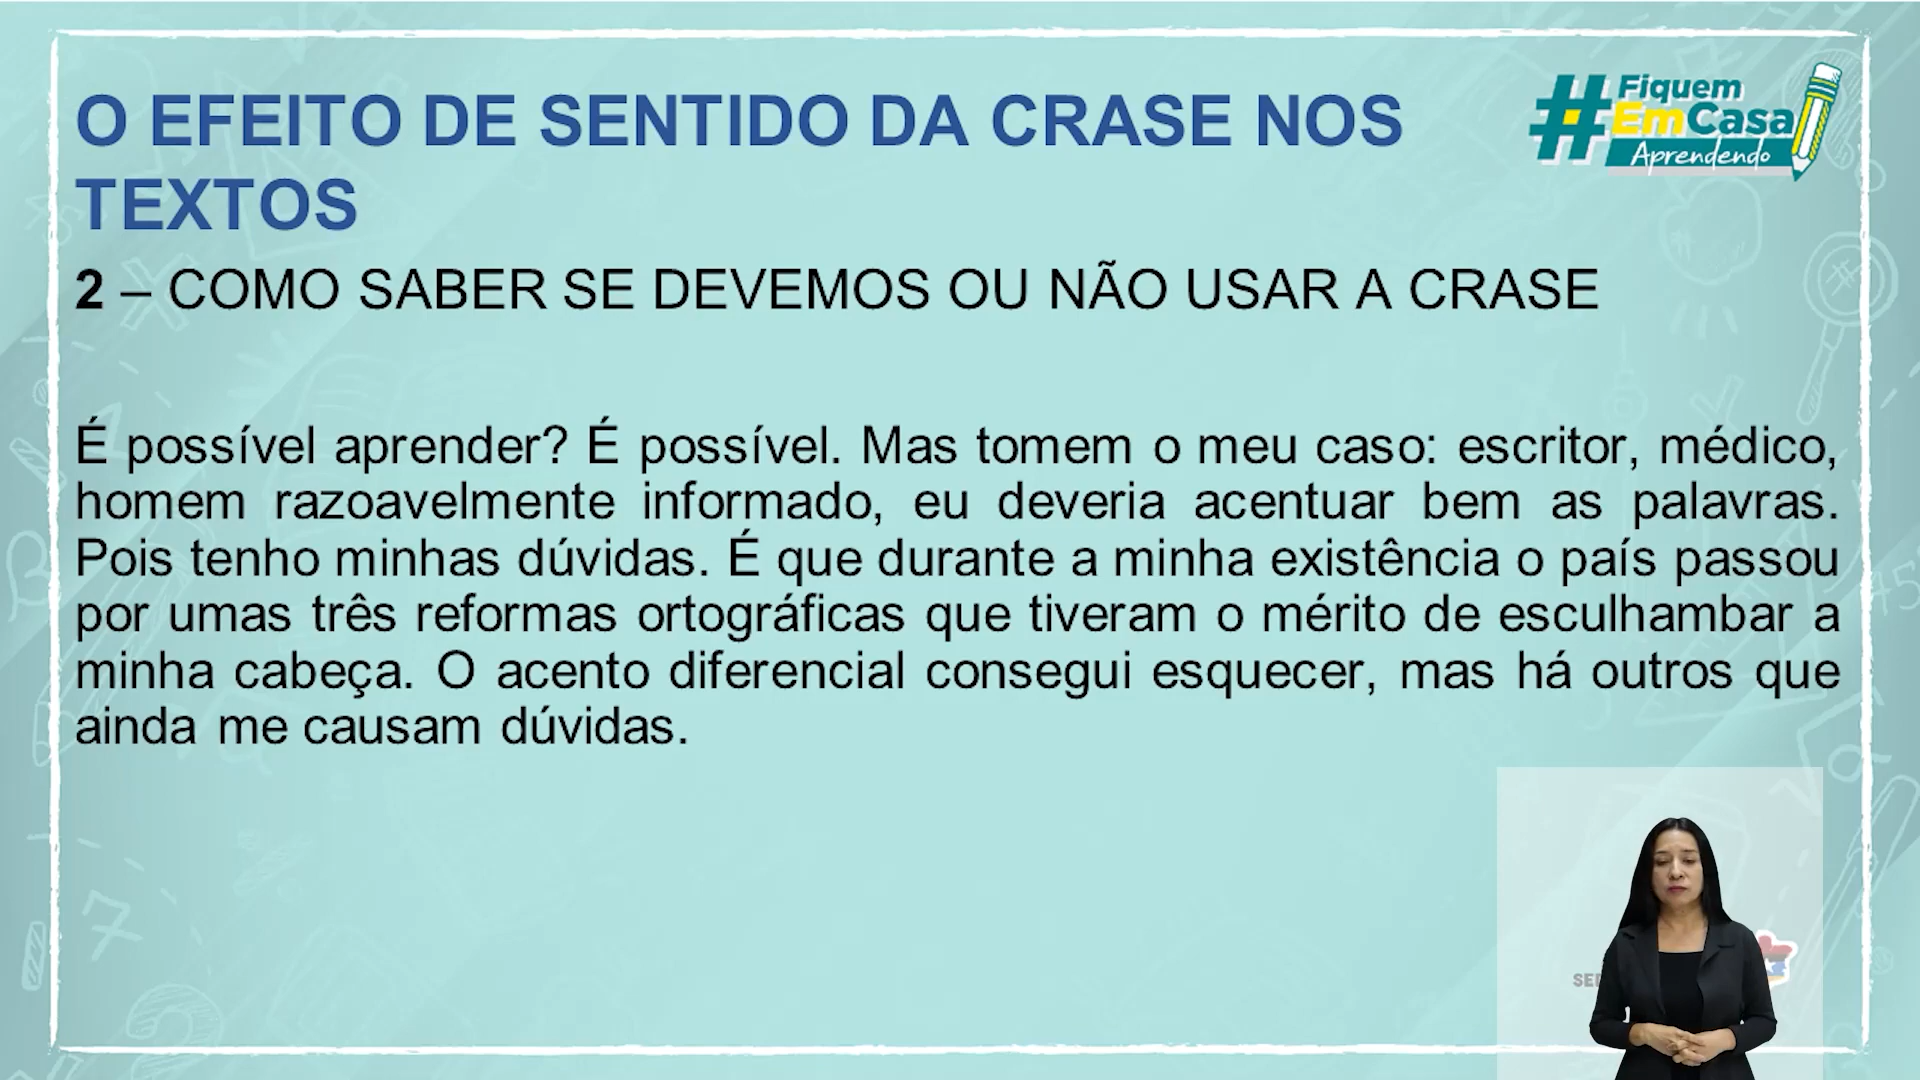 O EFEITO DE SENTIDO DA CRASE NOS
TEXTOS
#Fiquem
EmCasa
Aprendendo
2 – COMO SABER SE DEVEMOS OU NÃO USAR A CRASE
É possível aprender? É possível. Mas tomem o meu caso: escritor, médico,
homem razoavelmente informado, eu deveria acentuar bem as palavras.
Pois tenho minhas dúvidas. É que durante a minha existência o país passou
por umas três reformas ortográficas que tiveram o mérito de esculhambar a
minha cabeça. O acento diferencial consegui esquecer, mas há outros que
ainda me causam dúvidas.